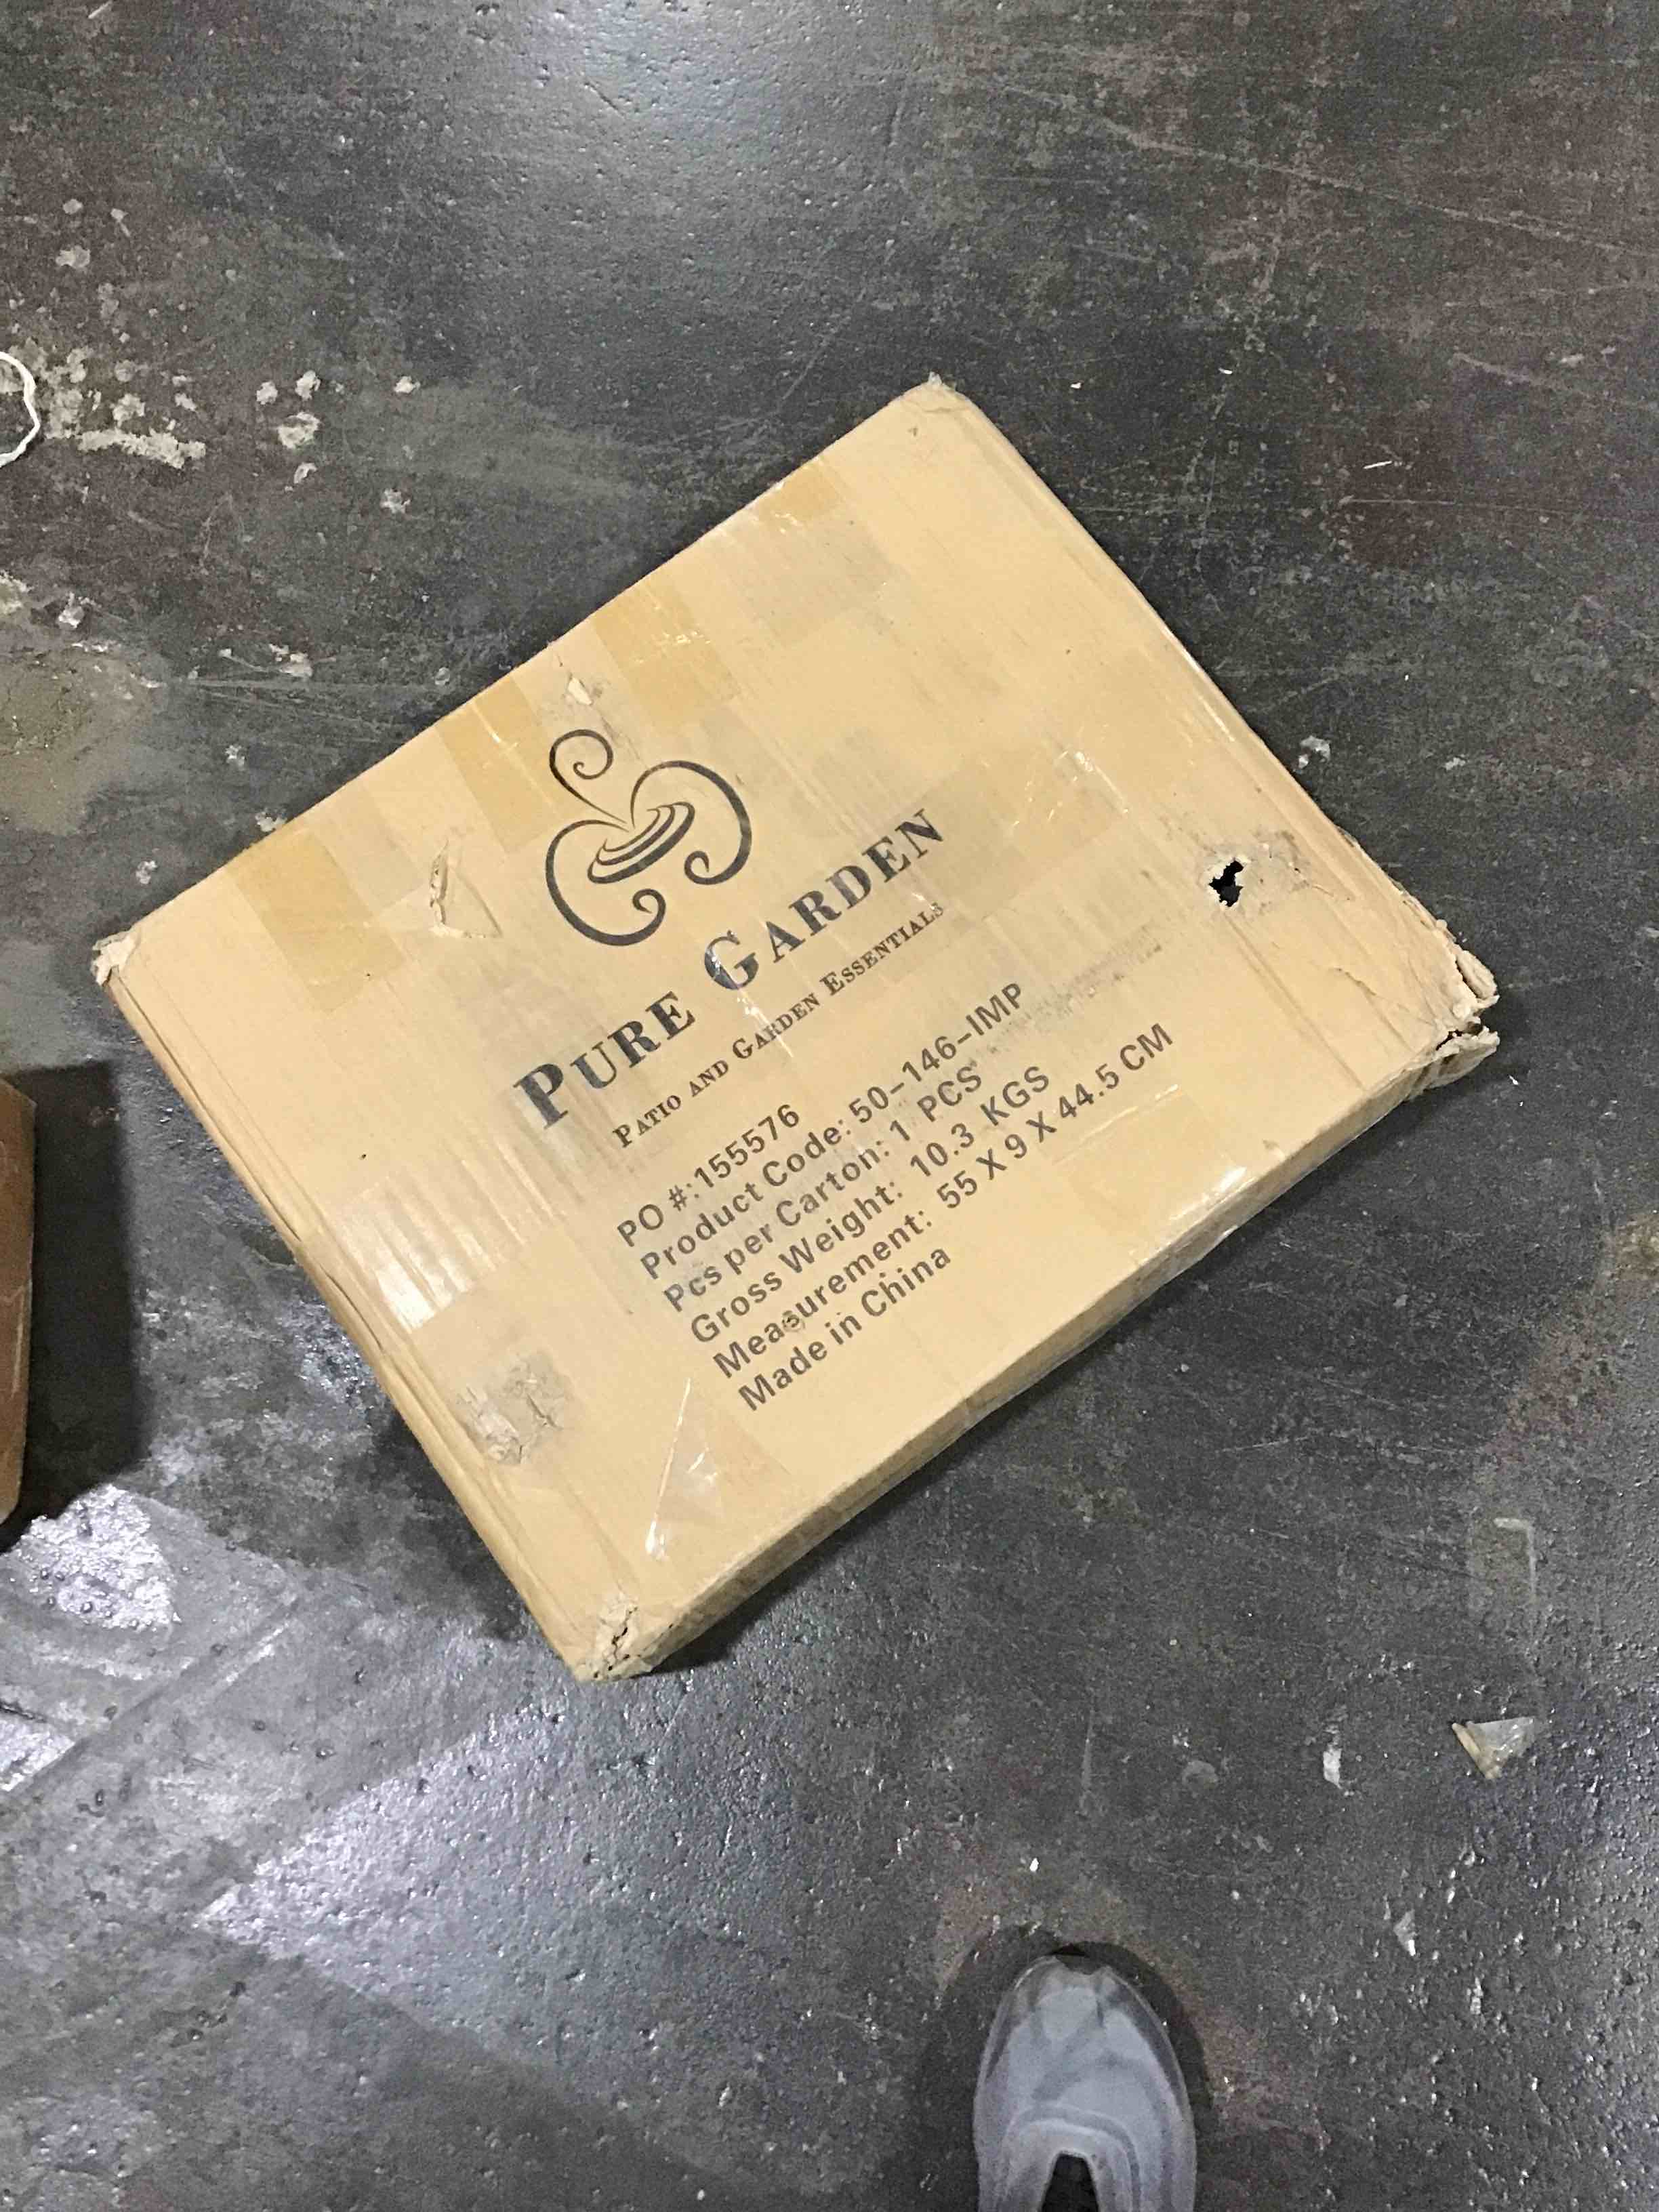 PURE GARDEN
PATIO AND GARDEN ESSENTIALS
PO #:155576
Product Code: 50-146-IMP
Pcs per Carton: 1 PCS
Gross Weight: 10.3 KGS
Measurement: 55 X 9 X 44.5 CM
Made in China